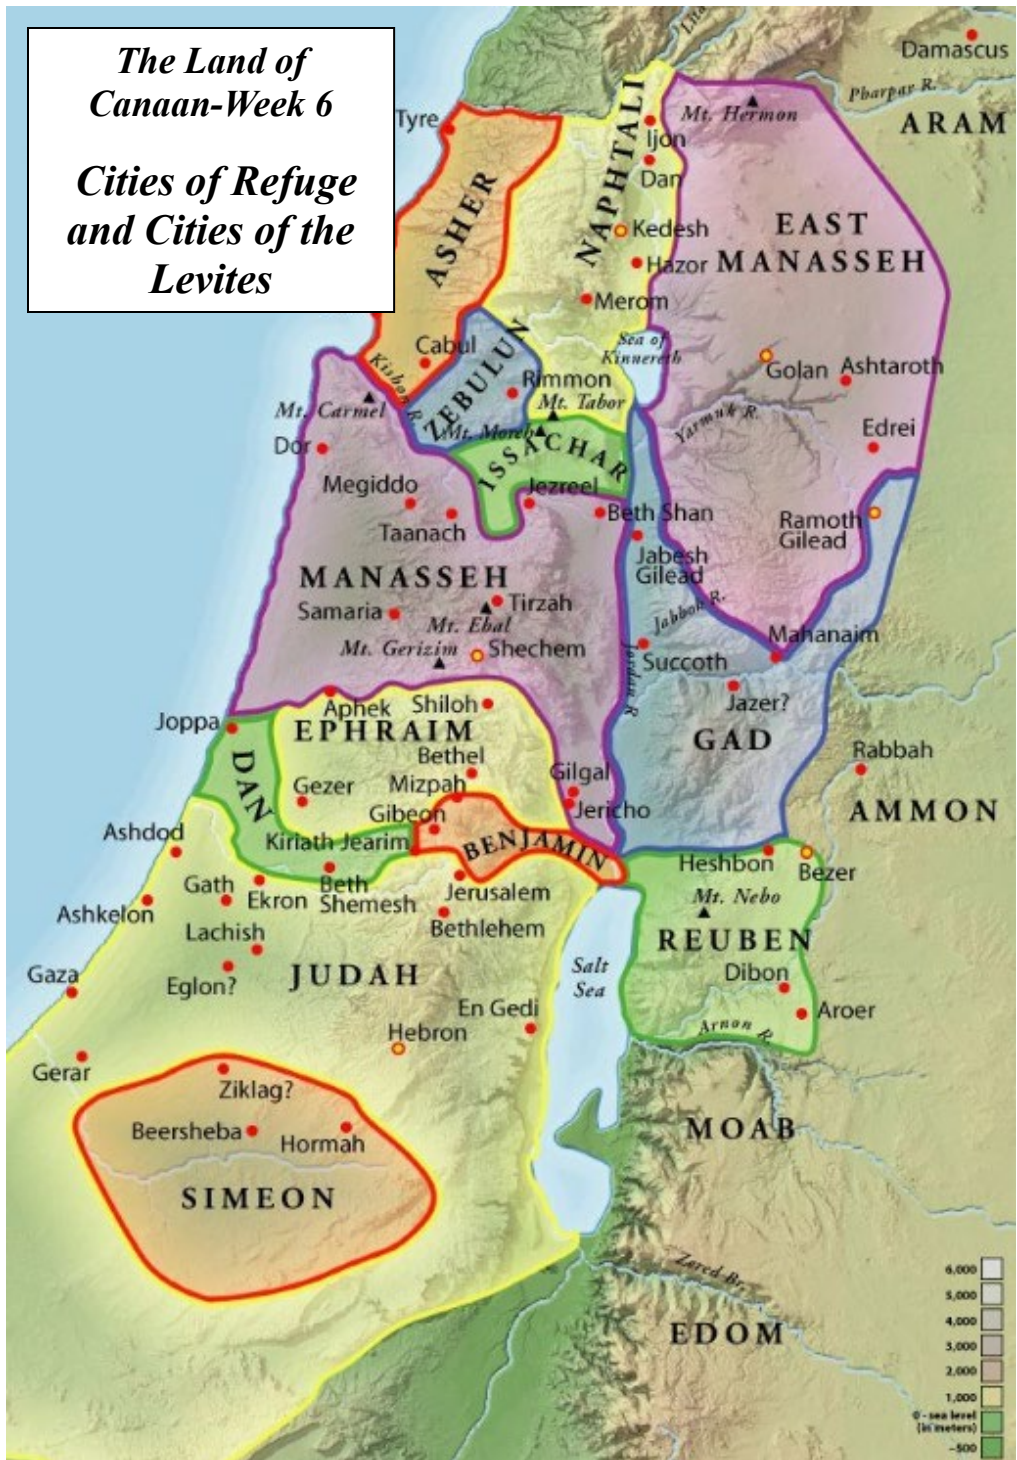 The Land of
Canaan-Week 6
Cities of Refuge
and Cities of the
Levites
Damascus
Pharpar R.
ARAM
Mt. Hermon
Tyre
Ijon
Dan
NAPHTALI
ASHER
Kedesh
EAST
MANASSEH
Hazor
Merom
Sea of
Kinnereth
Cabul
Kishon R.
ZEBULUN
Rimmon
Golan
Ashtaroth
Mt. Carmel
Mt. Tabor
Yarmuk R.
Mt. Moreh
Dor
ISSACHAR
Edrei
Megiddo
Jezreel
Taanach
Beth Shan
Ramoth
Gilead
Jabesh
Gilead
MANASSEH
Samaria
Tirzah
Mt. Ebal
Jabbok R.
Mt. Gerizim
Shechem
Mahanaim
Succoth
Jordan R
Jazer?
Joppa
Aphek
Shiloh
EPHRAIM
GAD
DAN
Bethel
Rabbah
Gezer
Mizpah
Gilgal
Gibeon
Jericho
AMMON
Ashdod
Kiriath Jearim
BENJAMIN
Heshbon
Bezer
Gath
Ekron
Beth
Shemesh
Jerusalem
Mt. Nebo
Ashkelon
Bethlehem
Lachish
REUBEN
Gaza
Eglon?
JUDAH
Salt
Sea
Dibon
En Gedi
Aroer
Hebron
Arnon R.
Gerar
Ziklag?
Beersheba
Hormah
MOAB
SIMEON
Zered Br.
EDOM
6,000
5,000
4,000
3,000
2,000
1,000
0-sea level
(in meters)
-500